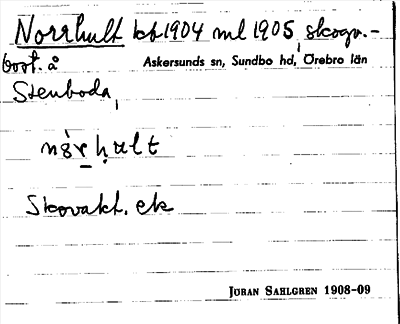 Norrhult kb 1904 ml 1905, skogv.-
bost. å Askersunds sn, Sundbo hd, Örebro län
Stenboda,
Skovakt. ek
JÖRAN SAHLGREN 1908-09